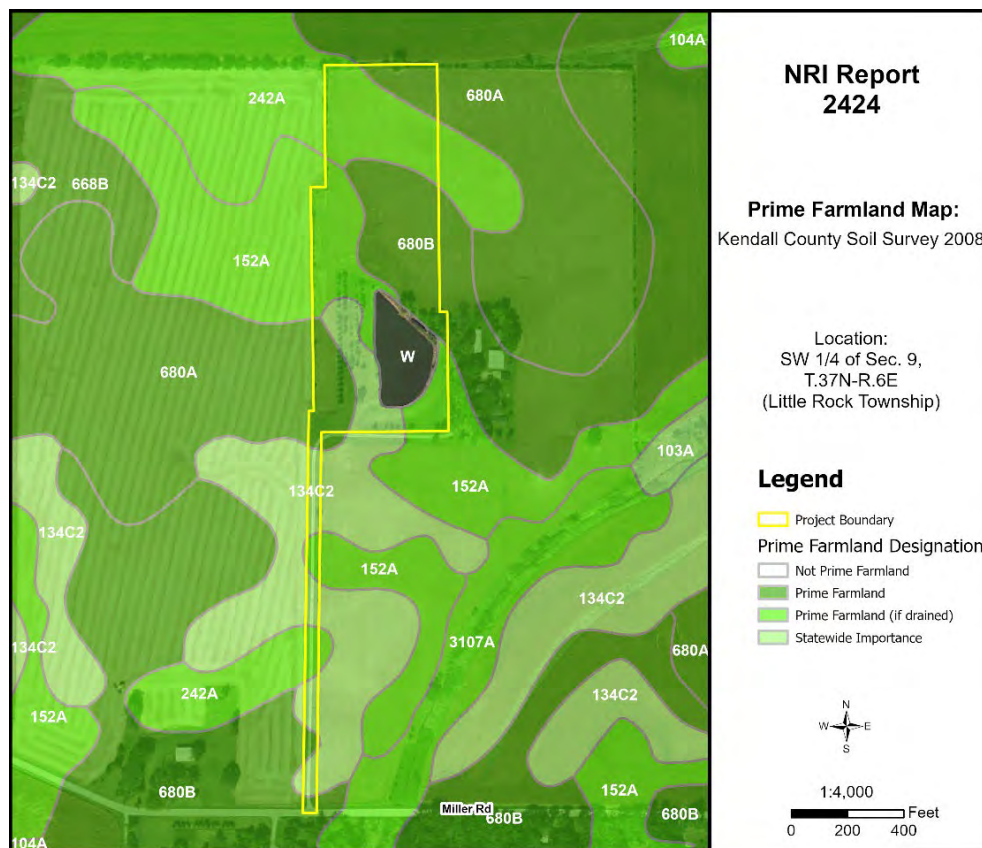 104A
242A
680A
134C2
668B
680B
152A
W
680A
103A
134C2
152A
134C2
152A
134C2
3107A
134C2
680A
242A
134C2
152A
680B
152A
Miller Rd
680B
680B
104A
NRI Report
2424
Prime Farmland Map:
Kendall County Soil Survey 2008
Location:
SW 1/4 of Sec. 9,
T.37N-R.6E
(Little Rock Township)
Legend
Project Boundary
Prime Farmland Designation
Not Prime Farmland
Prime Farmland
Prime Farmland (if drained)
Statewide Importance
N
W E
S
1:4,000
Feet
0 200 400